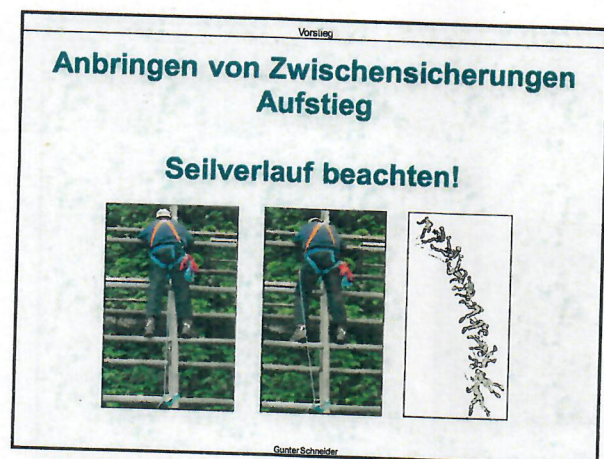 Vorstieg
Anbringen von Zwischensicherungen
Aufstieg
Seilverlauf beachten!
Gunter Schneider